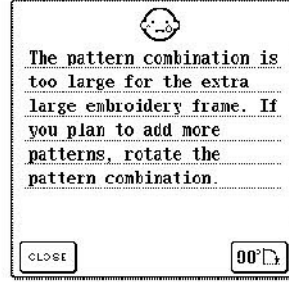 The pattern combination is
too large for the extra
large embroidery frame. If
you plan to add more
patterns, rotate the
pattern combination.
CLOSE
90°